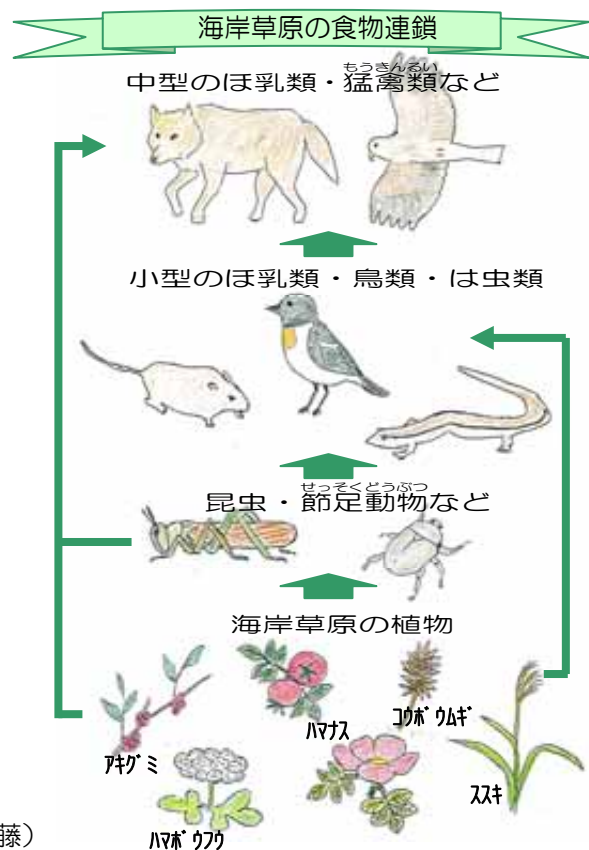 海岸草原の食物連鎖
もうきんるい
中型のほ乳類・猛禽類など
小型のほ乳類・鳥類・は虫類
せっそくどうぶつ
昆虫・節足動物など
海岸草原の植物
アキグミ
ハマナス
コウボウムギ
ススキ
ハマボウフウ
藤）